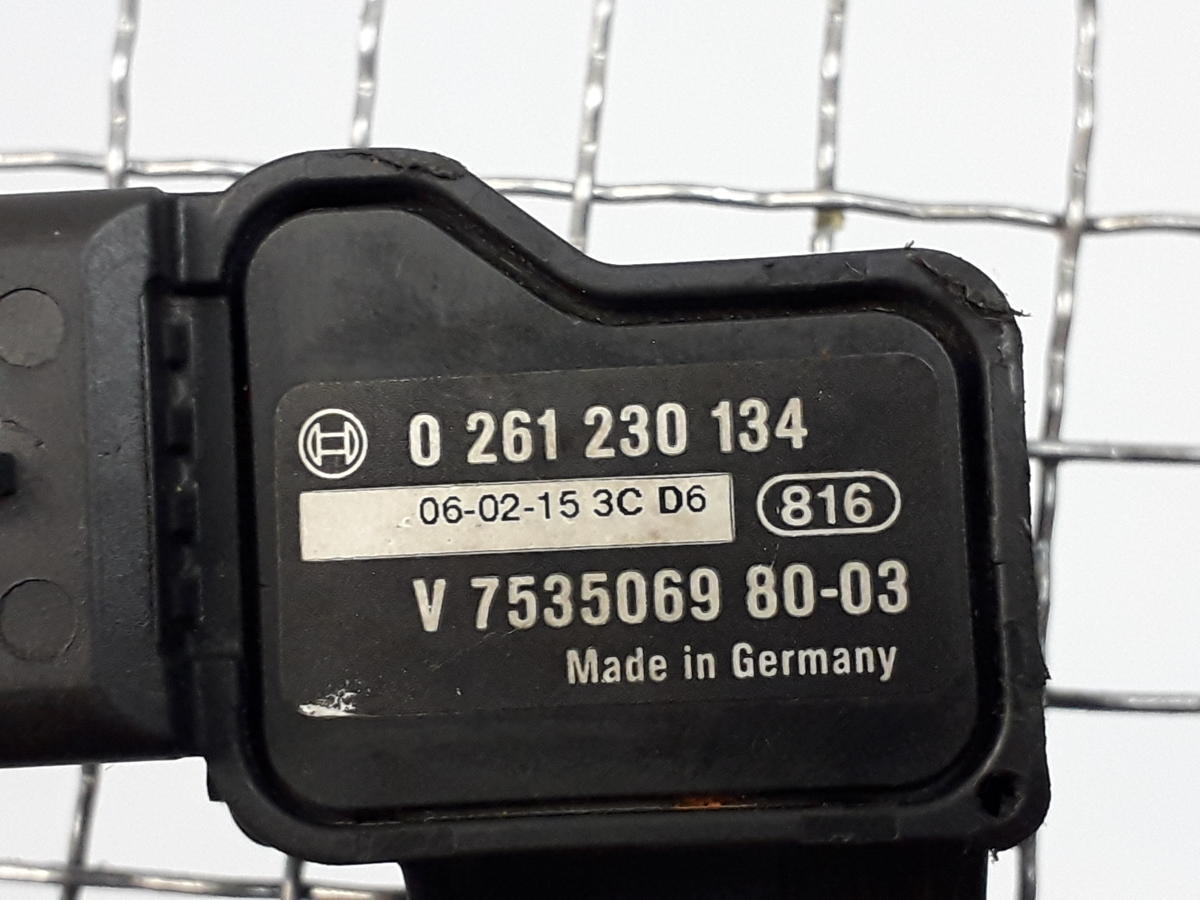 0 261 230 134
06-02-15 3C D6 816
V 7535069 80-03
Made in Germany